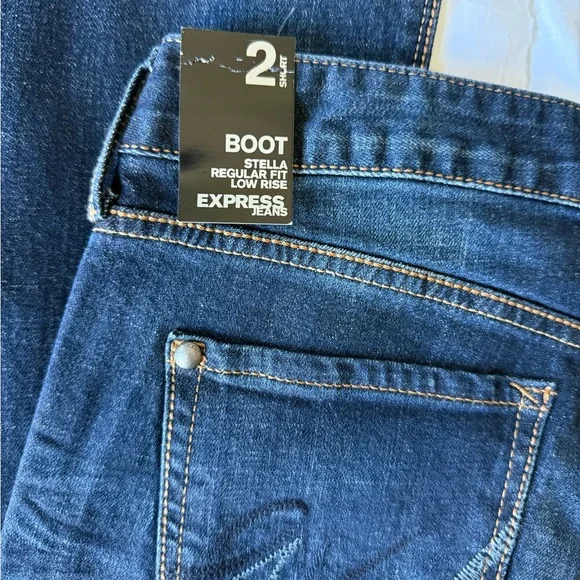 2 SHORT
BOOT
STELLA
REGULAR FIT
LOW RISE
EXPRESS
JEANS